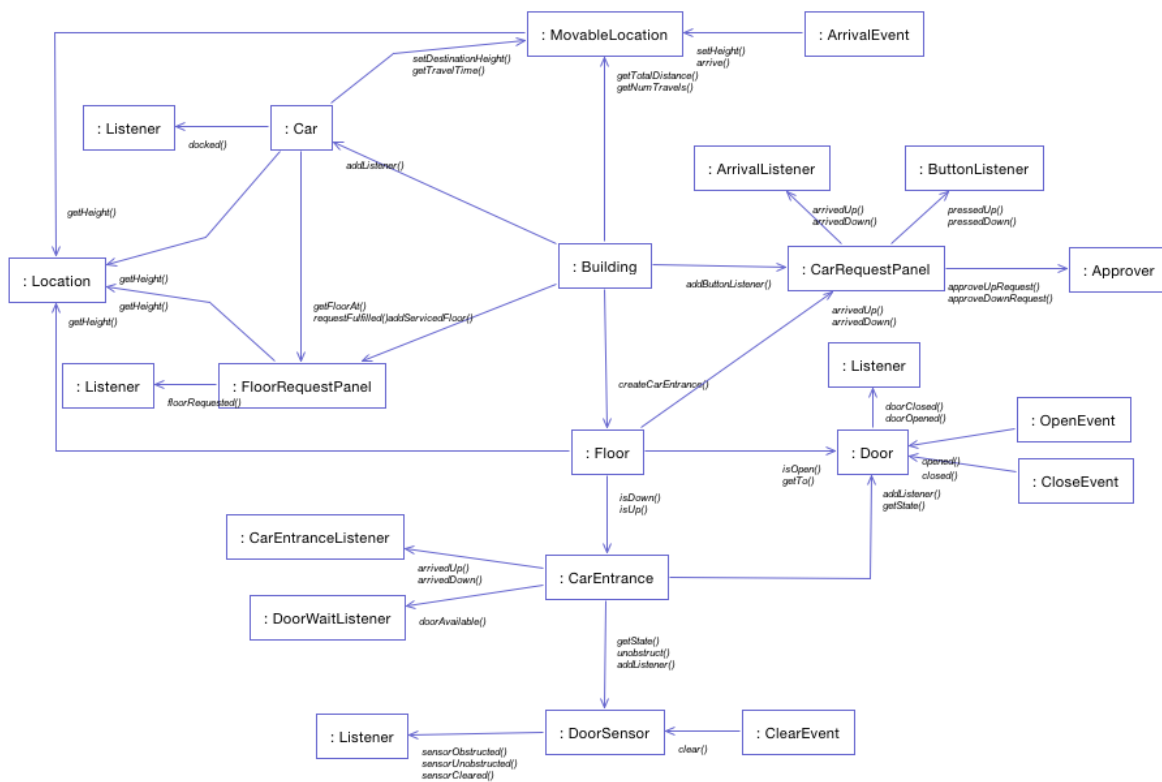 : MovableLocation
: ArrivalEvent
setDestinationHeight()
getTravelTime()
setHeight()
arrive()
getTotalDistance()
getNumTravels()
: Listener
: Car
docked()
addListener()
: ArrivalListener
: ButtonListener
getHeight()
arrivedUp()
arrivedDown()
pressedUp()
pressedDown()
: Location
: Building
: CarRequestPanel
: Approver
getHeight()
addButtonListener()
approveUpRequest()
approveDownRequest()
getHeight()
getHeight()
getFloorAt()
requestFulfilled()addServicedFloor()
arrivedUp()
arrivedDown()
: Listener
: FloorRequestPanel
floorRequested()
createCarEntrance()
: Listener
doorClosed()
doorOpened()
: OpenEvent
: Floor
: Door
isOpen()
getTo()
opened()
closed()
: CloseEvent
isDown()
isUp()
addListener()
getState()
: CarEntranceListener
arrivedUp()
arrivedDown()
: CarEntrance
: DoorWaitListener
doorAvailable()
getState()
unobstruct()
addListener()
: Listener
: DoorSensor
: ClearEvent
sensorObstructed()
sensorUnobstructed()
sensorCleared()
clear()